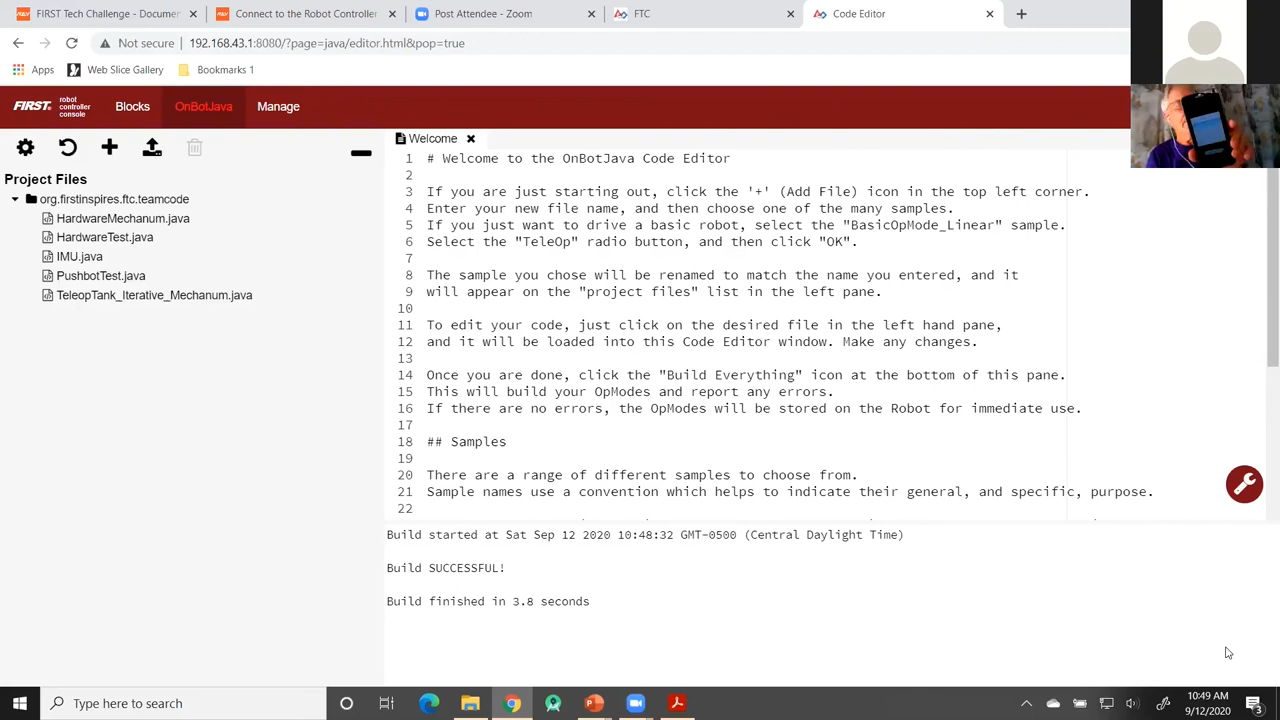 FIRST Tech Challenge - Documen
Connect to the Robot Controller
Post Attendee - Zoom
FTC
Code Editor
Not secure
192.168.43.1:8080/?page=java/editor.html&pop=true
Apps
Web Slice Gallery
Bookmarks 1
FIRST
robot
controller
console
Blocks
OnBotJava
Manage
Project Files
org.firstinspires.ftc.teamcode
HardwareMechanum.java
HardwareTest.java
IMU.java
PushbotTest.java
TeleopTank_Iterative_Mechanum.java
Welcome
1 # Welcome to the OnBotJava Code Editor
2
3 If you are just starting out, click the '+' (Add File) icon in the top left corner.
4 Enter your new file name, and then choose one of the many samples.
5 If you just want to drive a basic robot, select the "BasicOpMode_Linear" sample.
6 Select the "TeleOp" radio button, and then click "OK".
7
8 The sample you chose will be renamed to match the name you entered, and it
9 will appear on the "project files" list in the left pane.
10
11 To edit your code, just click on the desired file in the left hand pane,
12 and it will be loaded into this Code Editor window. Make any changes.
13
14 Once you are done, click the "Build Everything" icon at the bottom of this pane.
15 This will build your OpModes and report any errors.
16 If there are no errors, the OpModes will be stored on the Robot for immediate use.
17
18 ## Samples
19
20 There are a range of different samples to choose from.
21 Sample names use a convention which helps to indicate their general, and specific, purpose.
22
Build started at Sat Sep 12 2020 10:48:32 GMT-0500 (Central Daylight Time)
Build SUCCESSFUL!
Build finished in 3.8 seconds
Type here to search
10:49 AM
9/12/2020
3